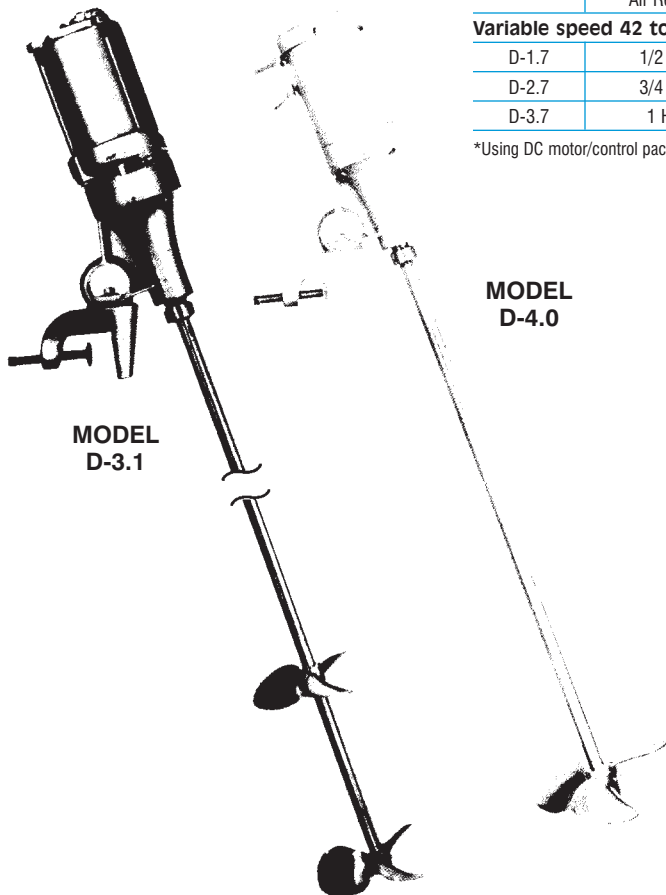 Variable speed 42 to
D-1.7 1/2
D-2.7 3/4
D-3.7 1 H
*Using DC motor/control pac
MODEL
D-4.0
MODEL
D-3.1